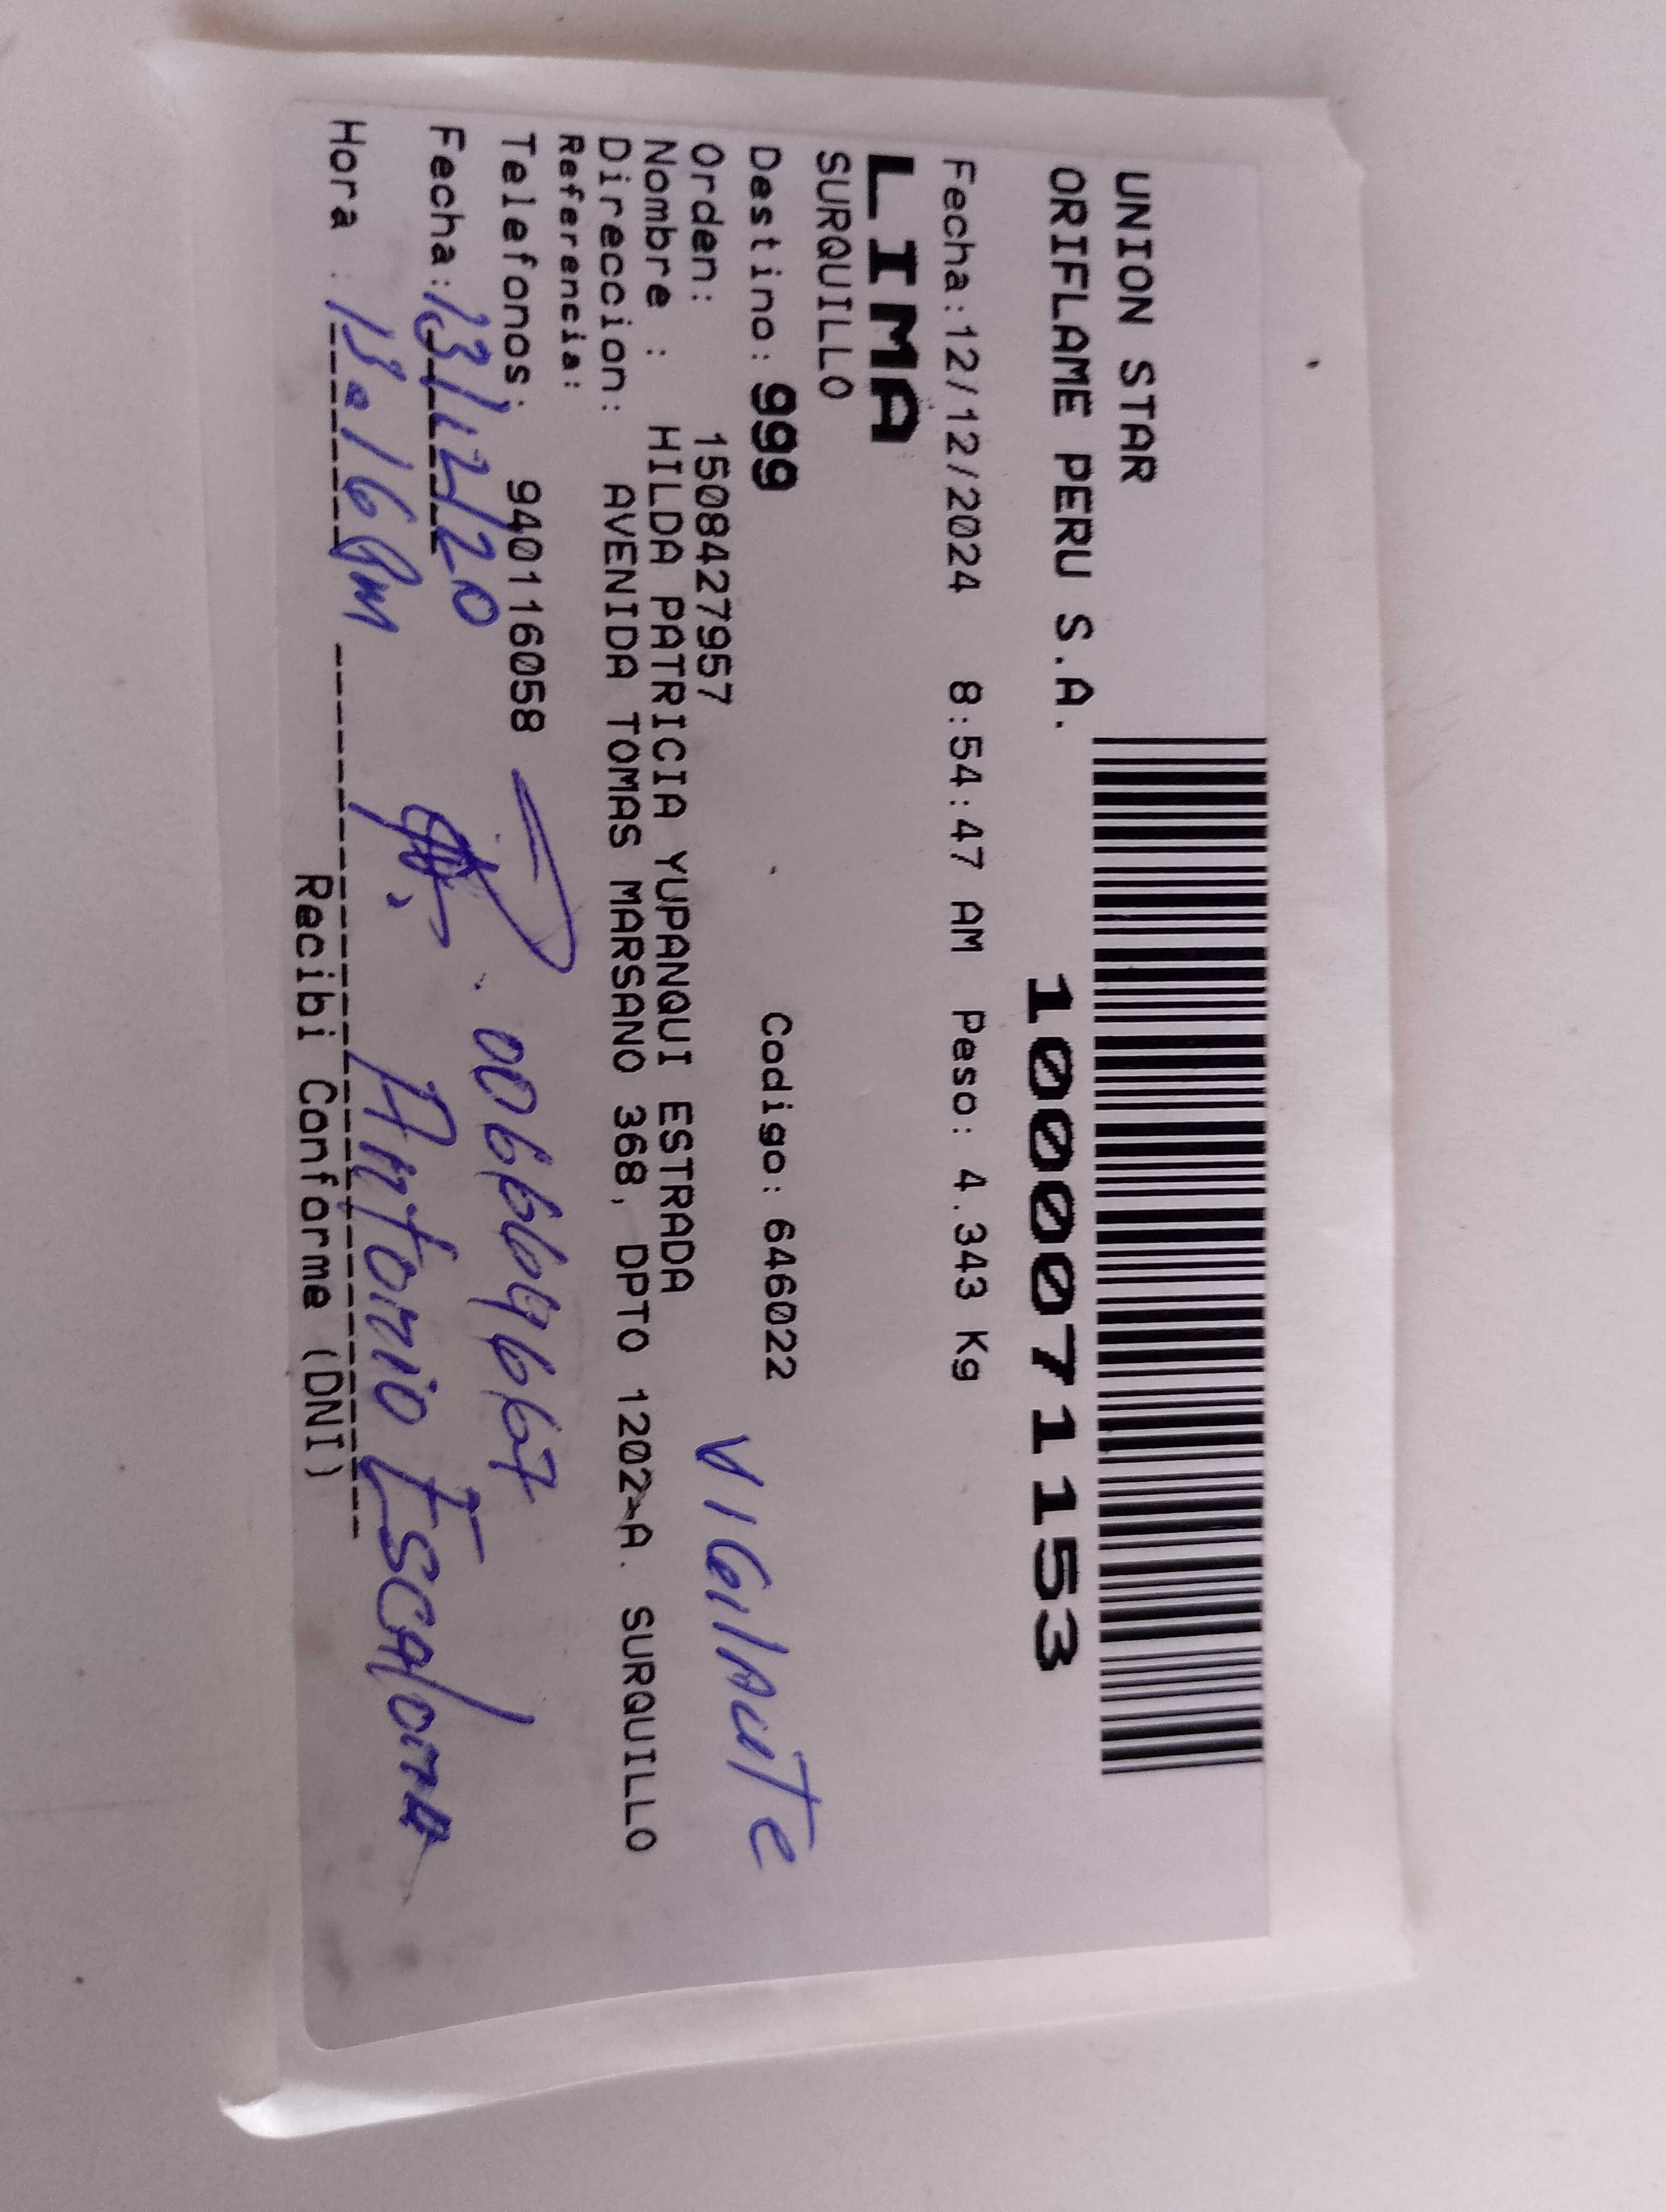 UNION STAR
ORIFLAME PERU S.A. 1000071153
Fecha:12/12/2024 8:54:47 AM Peso: 4.343 Kg
LIMA
SURQUILLO
Destino: 999 Codigo: 646022
VIGILANTE
Orden: 1508427957
Nombre : HILDA PATRICIA YUPANQUI ESTRADA
Direccion: AVENIDA TOMAS MARSANO 368, DPTO 1202-A. SURQUILLO
Referencia:
Telefonos: 940116058
006649667
Fecha: 13/12/20
Hora : Pm
Antonio Escalona
Recibi Conforme (DNI)